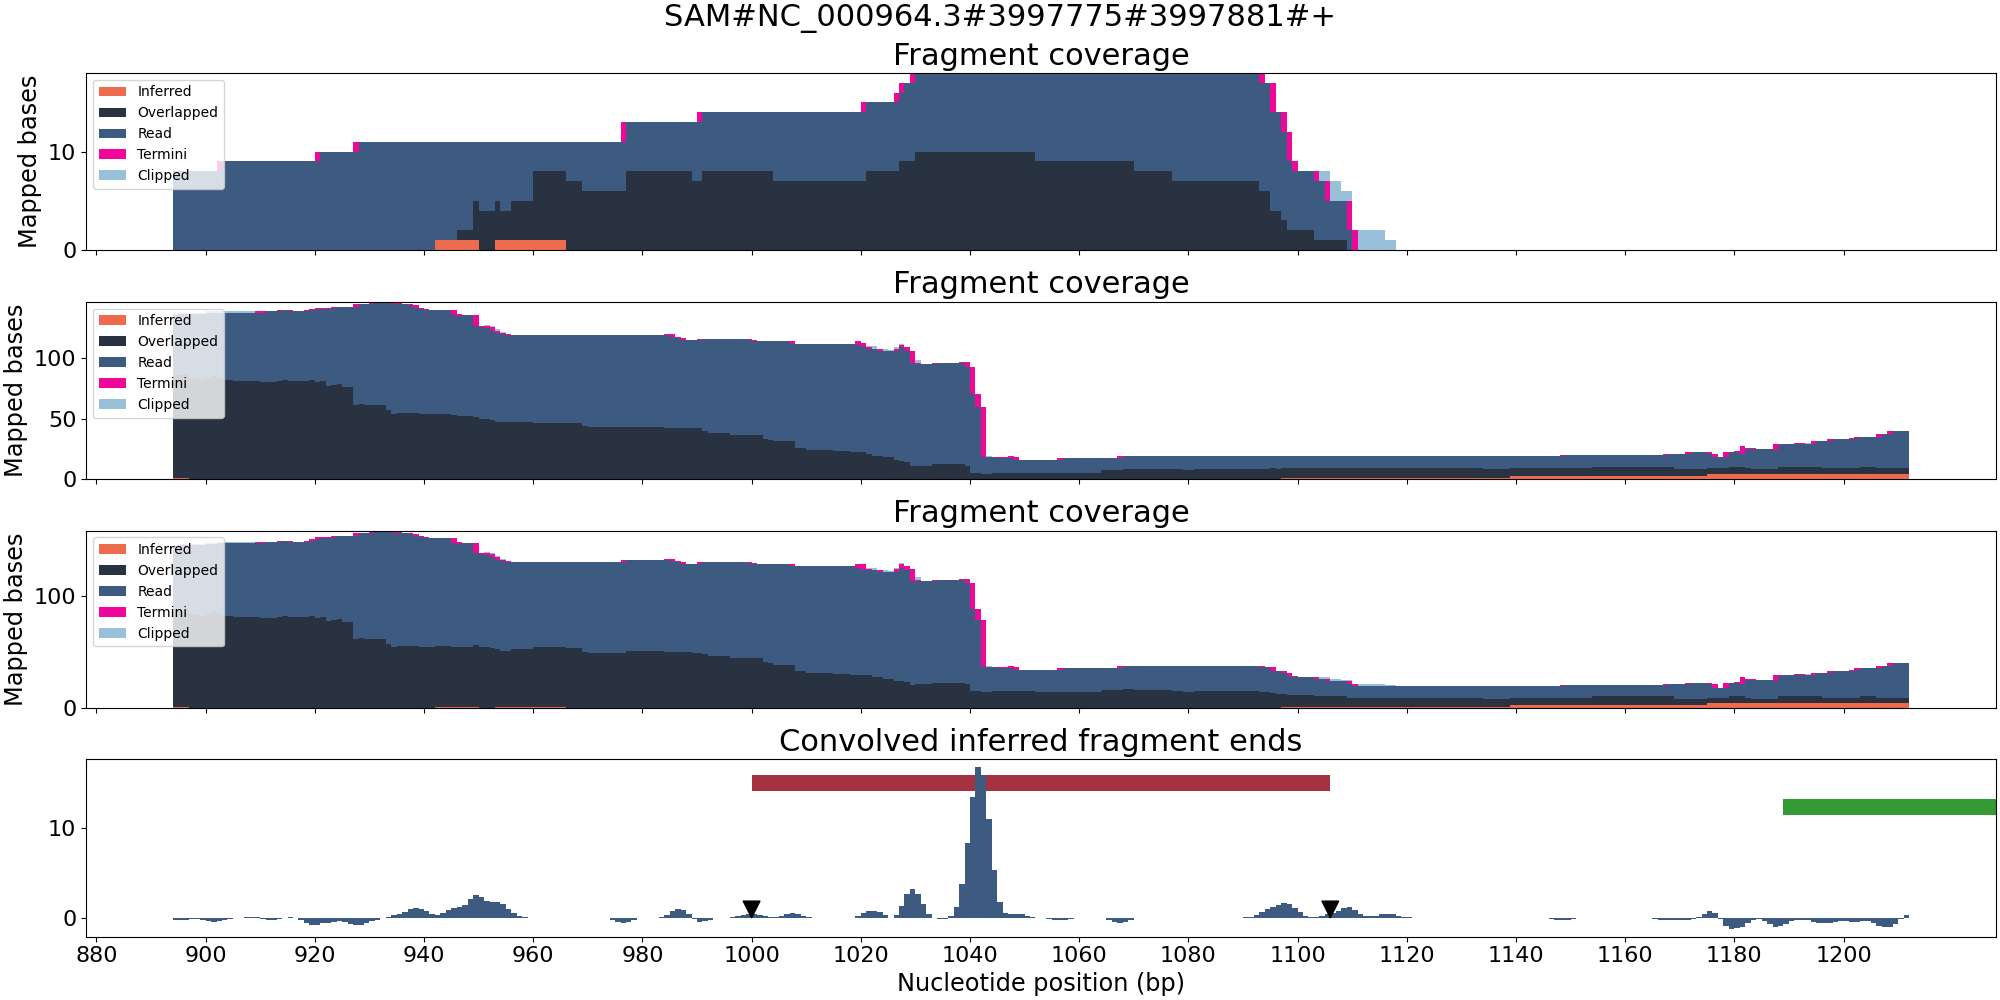 SAM#NC_000964.3#3997775#3997881#+
Fragment coverage
Mapped bases
10
0
Inferred
Overlapped
Read
Termini
Clipped
Fragment coverage
Mapped bases
100
50
0
Inferred
Overlapped
Read
Termini
Clipped
Fragment coverage
Mapped bases
100
0
Inferred
Overlapped
Read
Termini
Clipped
Convolved inferred fragment ends
10
0
880 900 920 940 960 980 1000 1020 1040 1060 1080 1100 1120 1140 1160 1180 1200
Nucleotide position (bp)